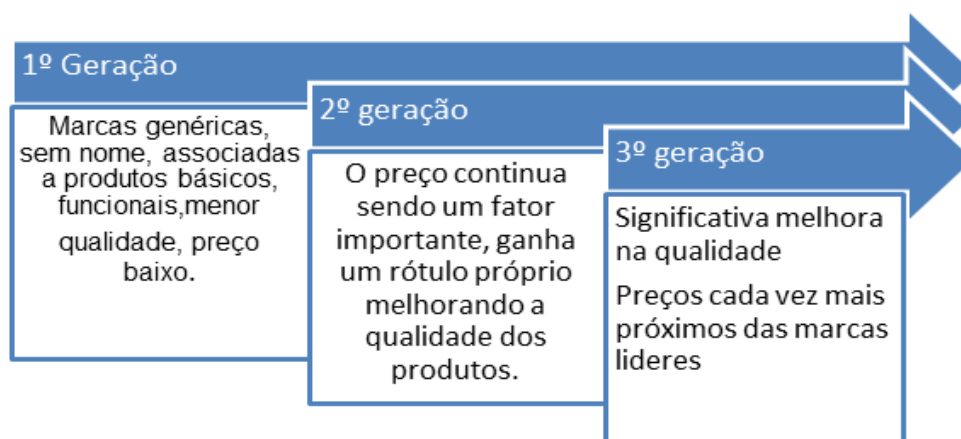 1º Geração
Marcas genéricas,
sem nome, associadas
a produtos básicos,
funcionais,menor
qualidade, preço
baixo.
2º geração
O preço continua
sendo um fator
importante, ganha
um rótulo próprio
melhorando a
qualidade dos
produtos.
3º geração
Significativa melhora
na qualidade
Preços cada vez mais
próximos das marcas
lideres